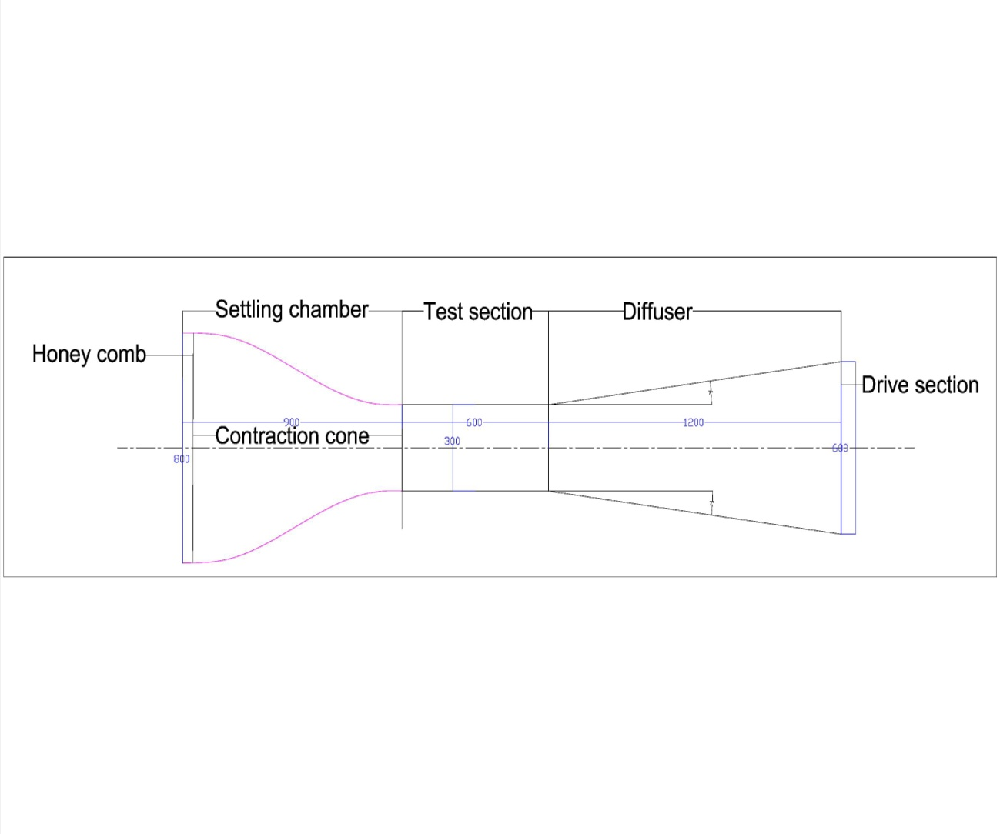 Settling chamber
Test section
Diffuser
Honey comb
Drive section
900
600
1200
Contraction cone
300
600
800